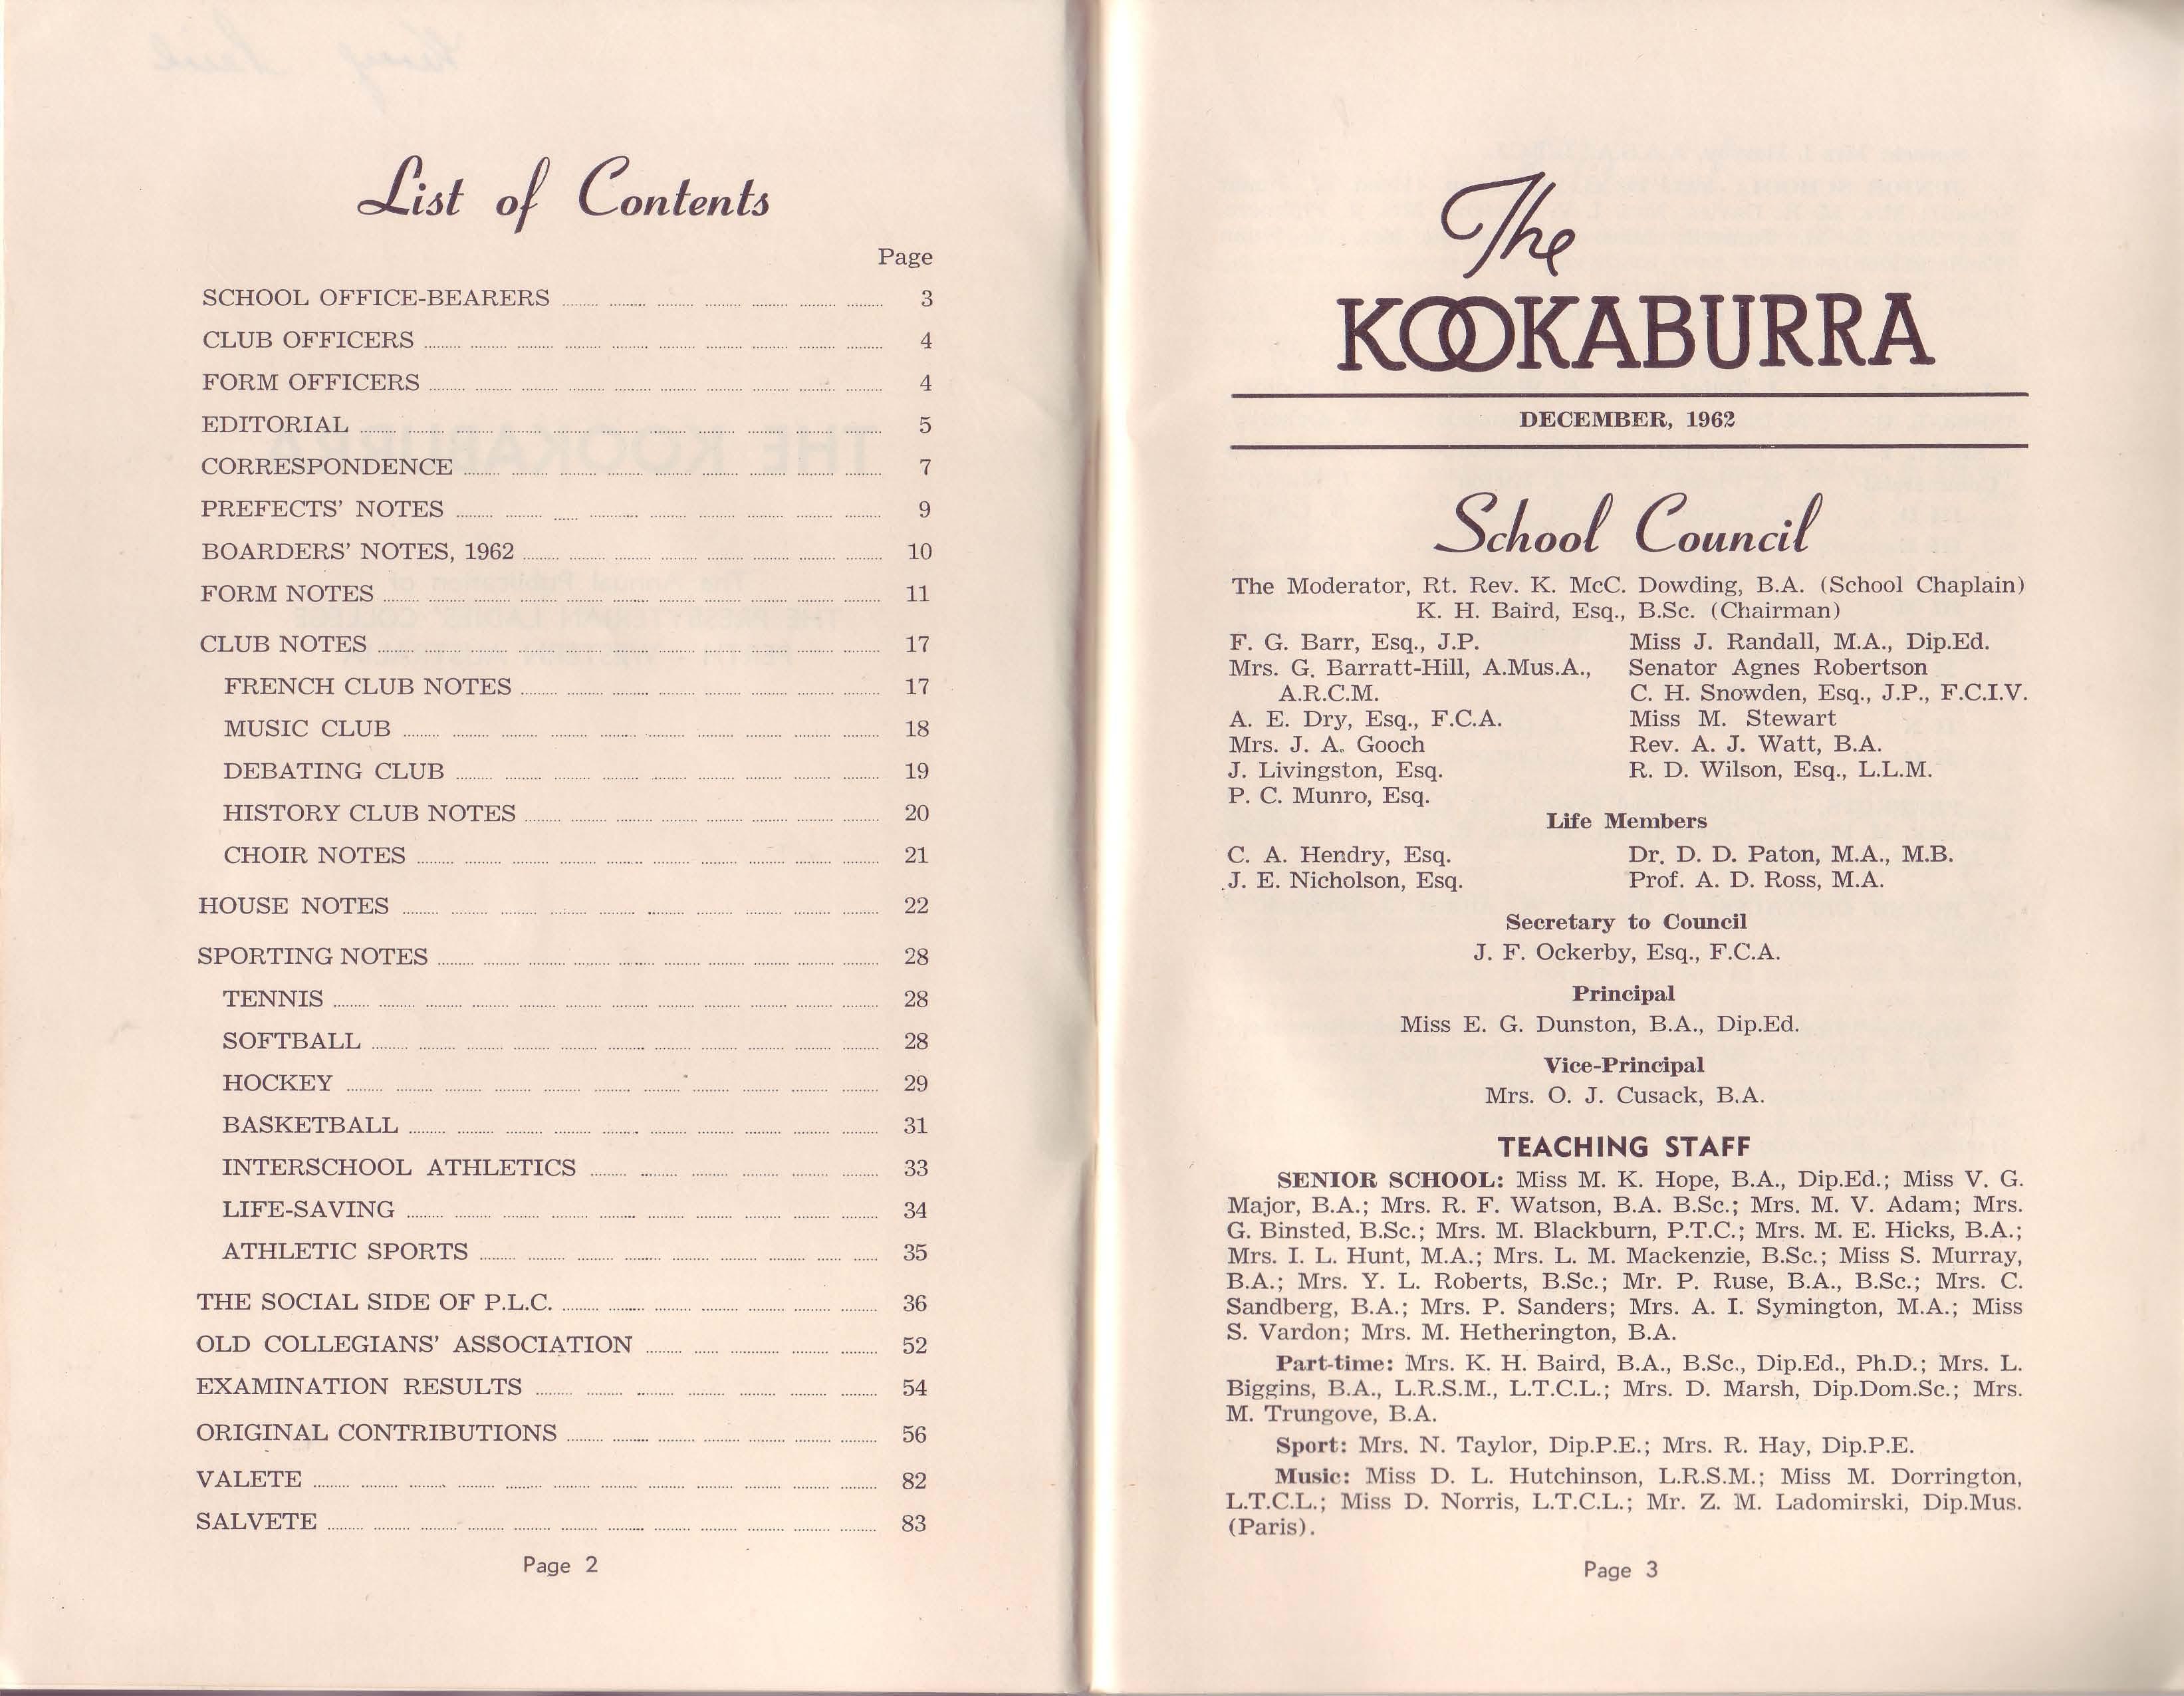 List of Contents
Page
SCHOOL OFFICE-BEARERS 3
CLUB OFFICERS 4
FORM OFFICERS 4
EDITORIAL 5
CORRESPONDENCE 7
PREFECTS' NOTES 9
BOARDERS' NOTES, 1962 10
FORM NOTES 11
CLUB NOTES 17
FRENCH CLUB NOTES 17
MUSIC CLUB 18
DEBATING CLUB 19
HISTORY CLUB NOTES 20
CHOIR NOTES 21
HOUSE NOTES 22
SPORTING NOTES 28
TENNIS 28
SOFTBALL 28
HOCKEY 29
BASKETBALL 31
INTERSCHOOL ATHLETICS 33
LIFE-SAVING 34
ATHLETIC SPORTS 35
THE SOCIAL SIDE OF P.L.C. 36
OLD COLLEGIANS' ASSOCIATION 52
EXAMINATION RESULTS 54
ORIGINAL CONTRIBUTIONS 56
VALETE 82
SALVETE 83
Page 2
The
KOOKABURRA
DECEMBER, 1962
School Council
The Moderator, Rt. Rev. K. McC. Dowding, B.A. (School Chaplain)
K. H. Baird, Esq., B.Sc. (Chairman)
F. G. Barr, Esq., J.P.
Mrs. G. Barratt-Hill, A.Mus.A.,
A.R.C.M.
A. E. Dry, Esq., F.C.A.
Mrs. J. A. Gooch
J. Livingston, Esq.
P. C. Munro, Esq.
Miss J. Randall, M.A., Dip.Ed.
Senator Agnes Robertson
C. H. Snowden, Esq., J.P., F.C.I.V.
Miss M. Stewart
Rev. A. J. Watt, B.A.
R. D. Wilson, Esq., L.L.M.
Life Members
C. A. Hendry, Esq.
J. E. Nicholson, Esq.
Dr. D. D. Paton, M.A., M.B.
Prof. A. D. Ross, M.A.
Secretary to Council
J. F. Ockerby, Esq., F.C.A.
Principal
Miss E. G. Dunston, B.A., Dip.Ed.
Vice-Principal
Mrs. O. J. Cusack, B.A.
TEACHING STAFF
SENIOR SCHOOL: Miss M. K. Hope, B.A., Dip.Ed.; Miss V. G.
Major, B.A.; Mrs. R. F. Watson, B.A. B.Sc.; Mrs. M. V. Adam; Mrs.
G. Binsted, B.Sc.; Mrs. M. Blackburn, P.T.C.; Mrs. M. E. Hicks, B.A.;
Mrs. I. L. Hunt, M.A.; Mrs. L. M. Mackenzie, B.Sc.; Miss S. Murray,
B.A.; Mrs. Y. L. Roberts, B.Sc.; Mr. P. Ruse, B.A., B.Sc.; Mrs. C.
Sandberg, B.A.; Mrs. P. Sanders; Mrs. A. I. Symington, M.A.; Miss
S. Vardon; Mrs. M. Hetherington, B.A.
Part-time: Mrs. K. H. Baird, B.A., B.Sc., Dip.Ed., Ph.D.; Mrs. L.
Biggins, B.A., L.R.S.M., L.T.C.L.; Mrs. D. Marsh, Dip.Dom.Sc.; Mrs.
M. Trungove, B.A.
Sport: Mrs. N. Taylor, Dip.P.E.; Mrs. R. Hay, Dip.P.E.
Music: Miss D. L. Hutchinson, L.R.S.M.; Miss M. Dorrington,
L.T.C.L.; Miss D. Norris, L.T.C.L.; Mr. Z. M. Ladomirski, Dip.Mus.
(Paris).
Page 3